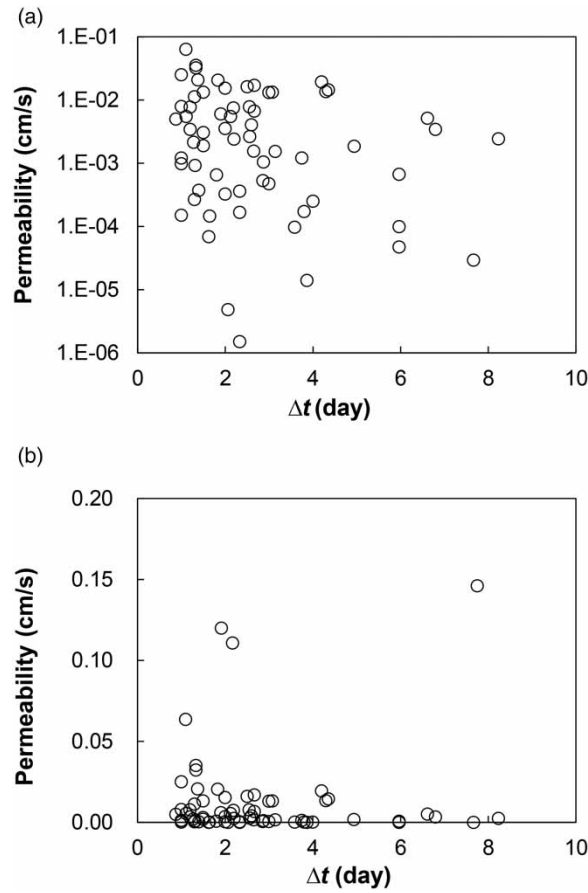 (a)
1.E-01
1.E-02
1.E-03
1.E-04
1.E-05
1.E-06
Permeability (cm/s)
0 2 4 6 8 10
Δt (day)
(b)
0.20
0.15
0.10
0.05
0.00
Permeability (cm/s)
0 2 4 6 8 10
Δt (day)